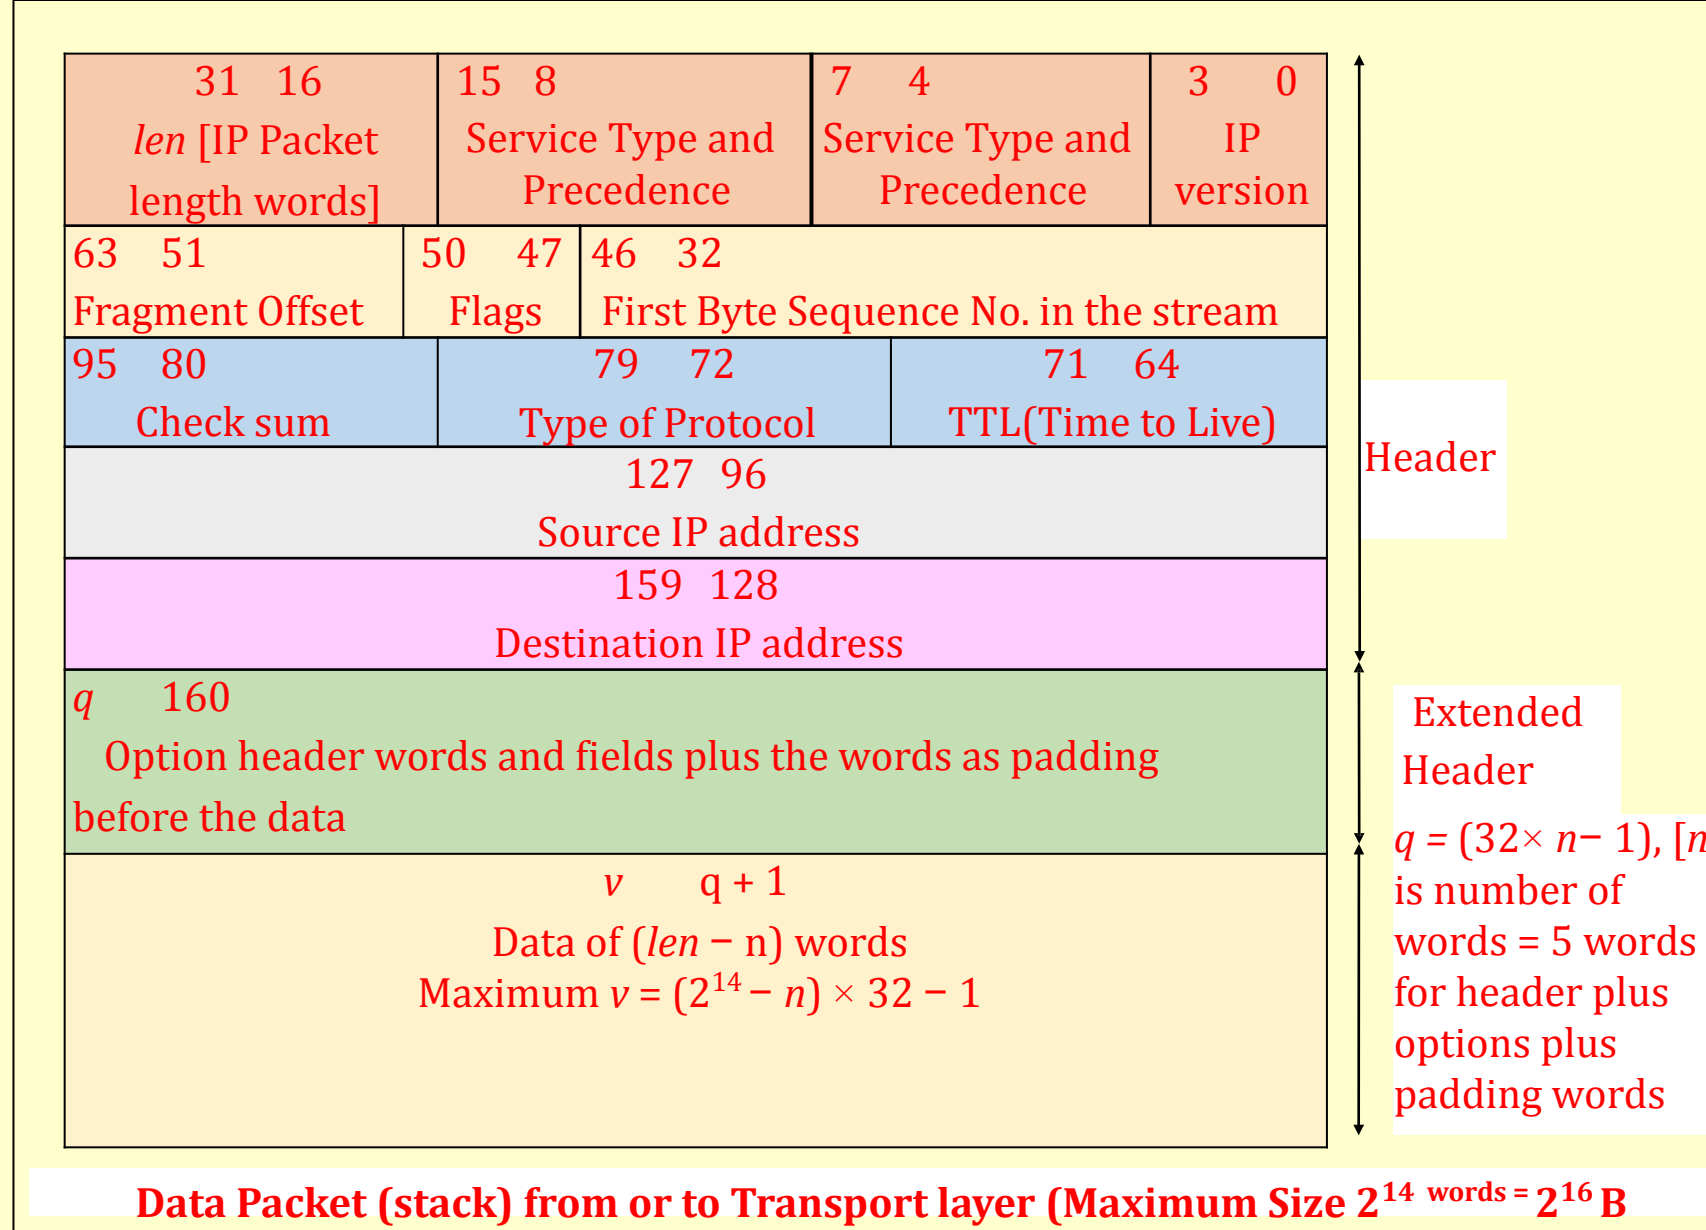 31 16
len [IP Packet
length words]
15 8
Service Type and
Precedence
7 4
Service Type and
Precedence
3 0
IP
version
63 51
Fragment Offset
50 47
Flags
46 32
First Byte Sequence No. in the stream
95 80
Check sum
79 72
Type of Protocol
71 64
TTL(Time to Live)
127 96
Source IP address
159 128
Destination IP address
Header
q 160
Option header words and fields plus the words as padding
before the data
Extended
Header
q = (32× n− 1), [n
is number of
words = 5 words
for header plus
options plus
padding words
v q + 1
Data of (len − n) words
Maximum v = (2¹⁴ − n) × 32 − 1
Data Packet (stack) from or to Transport layer (Maximum Size 2¹⁴ ʷᵒʳᵈˢ ⁼ 2¹⁶ B